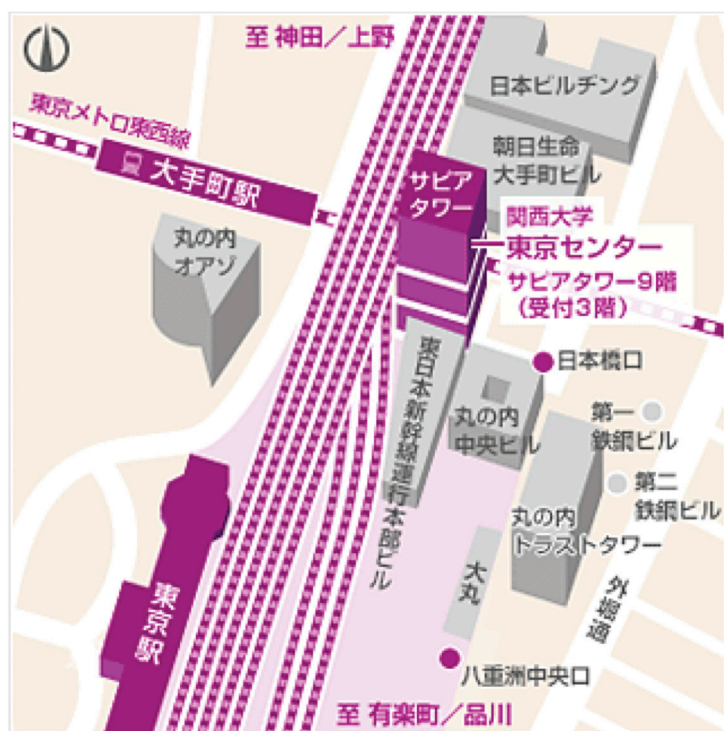 至 神田／上野
日本ビルヂング
東京メトロ東西線
大手町駅
朝日生命
大手町ビル
サピア
タワー
関西大学
東京センター
サピアタワー9階
（受付3階）
丸の内
オアゾ
日本橋口
東日本新幹線運行本部ビル
丸の内
中央ビル
第一
鉄鋼ビル
第二
鉄鋼ビル
丸の内
トラストタワー
大丸
外堀通
東京駅
八重洲中央口
至 有楽町／品川